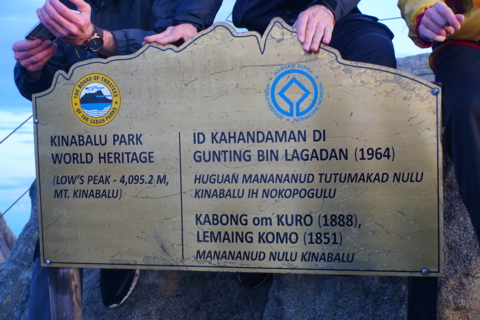 THE BOARD OF TRUSTEES
OF THE SABAH PARKS
KINABALU PARK
WORLD HERITAGE
(LOW'S PEAK - 4,095.2 M,
MT. KINABALU)
ID KAHANDAMAN DI
GUNTING BIN LAGADAN (1964)
HUGUAN MANANANUD TUTUMAKAD NULU
KINABALU IH NOKOPOGULU
KABONG om KURO (1888),
LEMAING KOMO (1851)
MANANANUD NULU KINABALU